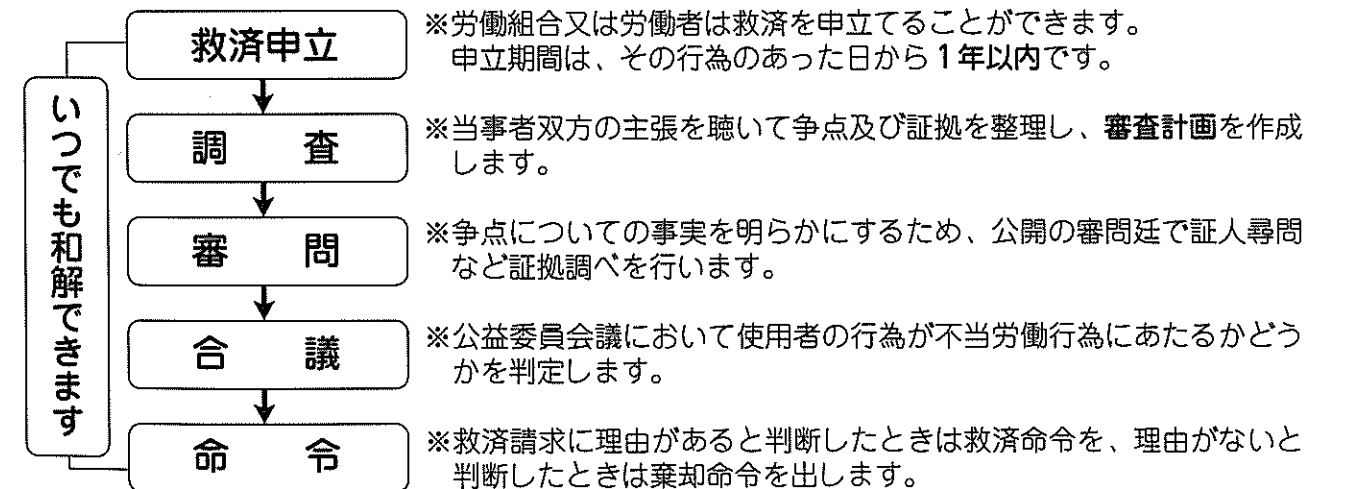 救済申立
※労働組合又は労働者は救済を申立てることができます。
申立期間は、その行為のあった日から1年以内です。
いつでも和解できます
調　査
※当事者双方の主張を聴いて争点及び証拠を整理し、審査計画を作成
します。
審　問
※争点についての事実を明らかにするため、公開の審問廷で証人尋問
など証拠調べを行います。
合　議
※公益委員会議において使用者の行為が不当労働行為にあたるかどう
かを判定します。
命　令
※救済請求に理由があると判断したときは救済命令を、理由がないと
判断したときは棄却命令を出します。